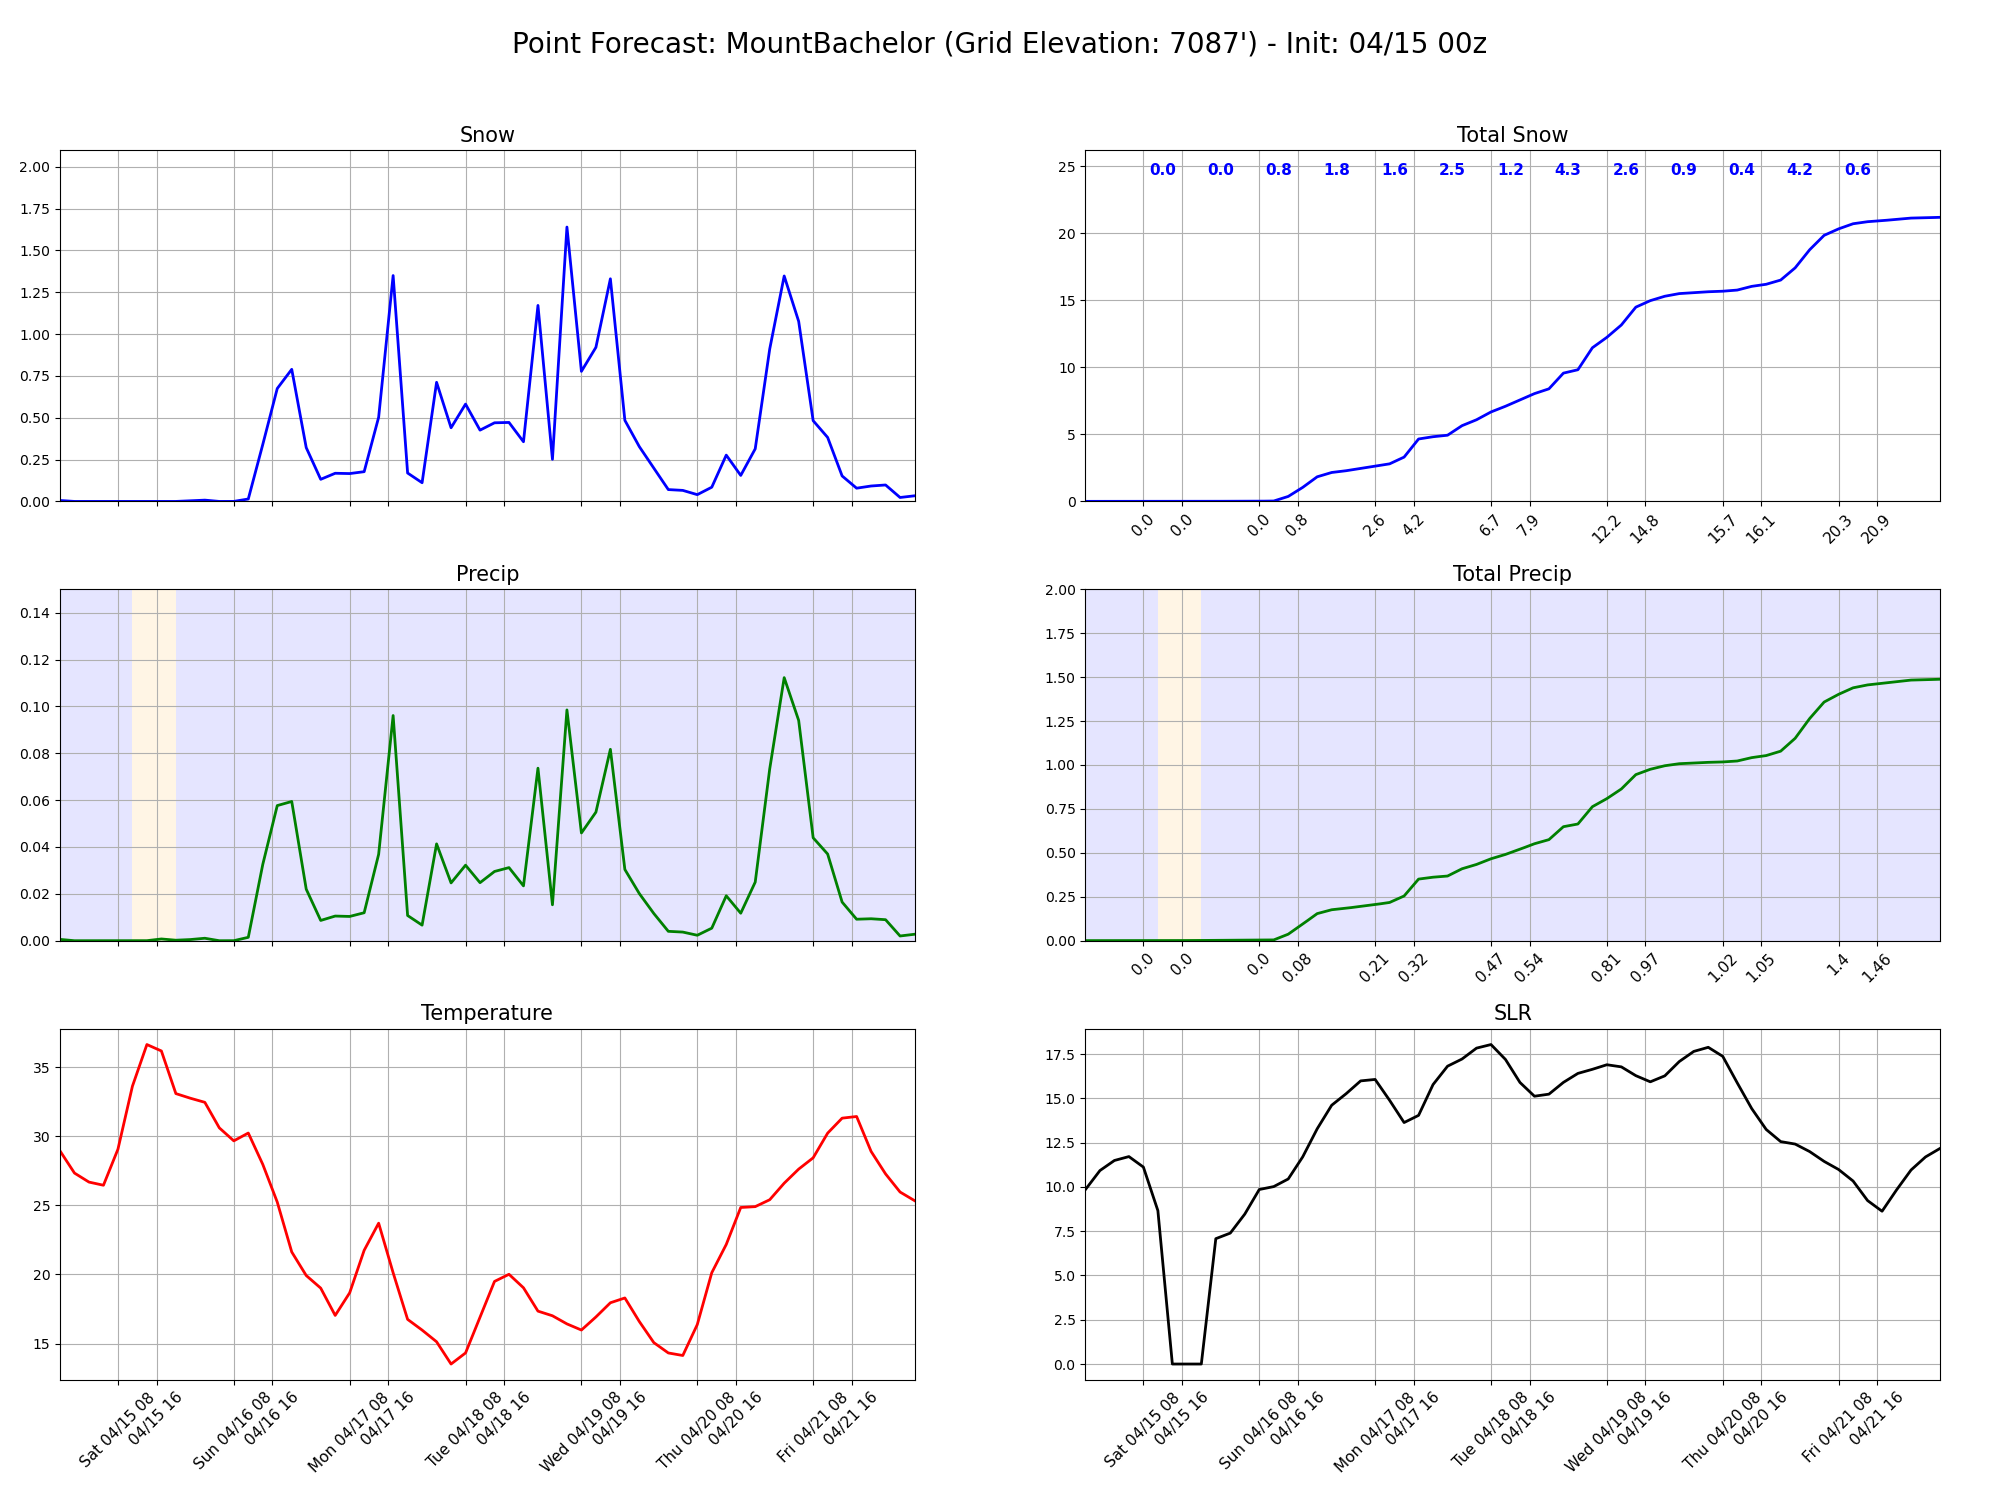 Point Forecast: MountBachelor (Grid Elevation: 7087') - Init: 04/15 00z
Snow
2.00
1.75
1.50
1.25
1.00
0.75
0.50
0.25
0.00
Total Snow
0.0 0.0 0.8 1.8 1.6 2.5 1.2 4.3 2.6 0.9 0.4 4.2 0.6
25
20
15
10
5
0
0.0 0.0 0.0 0.8 2.6 4.2 6.7 7.9 12.2 14.8 15.7 16.1 20.3 20.9
Precip
0.14
0.12
0.10
0.08
0.06
0.04
0.02
0.00
Total Precip
2.00
1.75
1.50
1.25
1.00
0.75
0.50
0.25
0.00
0.0 0.0 0.0 0.08 0.21 0.32 0.47 0.54 0.81 0.97 1.02 1.05 1.4 1.46
Temperature
35
30
25
20
15
Sat 04/15 08
04/15 16
Sun 04/16 08
04/16 16
Mon 04/17 08
04/17 16
Tue 04/18 08
04/18 16
Wed 04/19 08
04/19 16
Thu 04/20 08
04/20 16
Fri 04/21 08
04/21 16
SLR
17.5
15.0
12.5
10.0
7.5
5.0
2.5
0.0
Sat 04/15 08
04/15 16
Sun 04/16 08
04/16 16
Mon 04/17 08
04/17 16
Tue 04/18 08
04/18 16
Wed 04/19 08
04/19 16
Thu 04/20 08
04/20 16
Fri 04/21 08
04/21 16